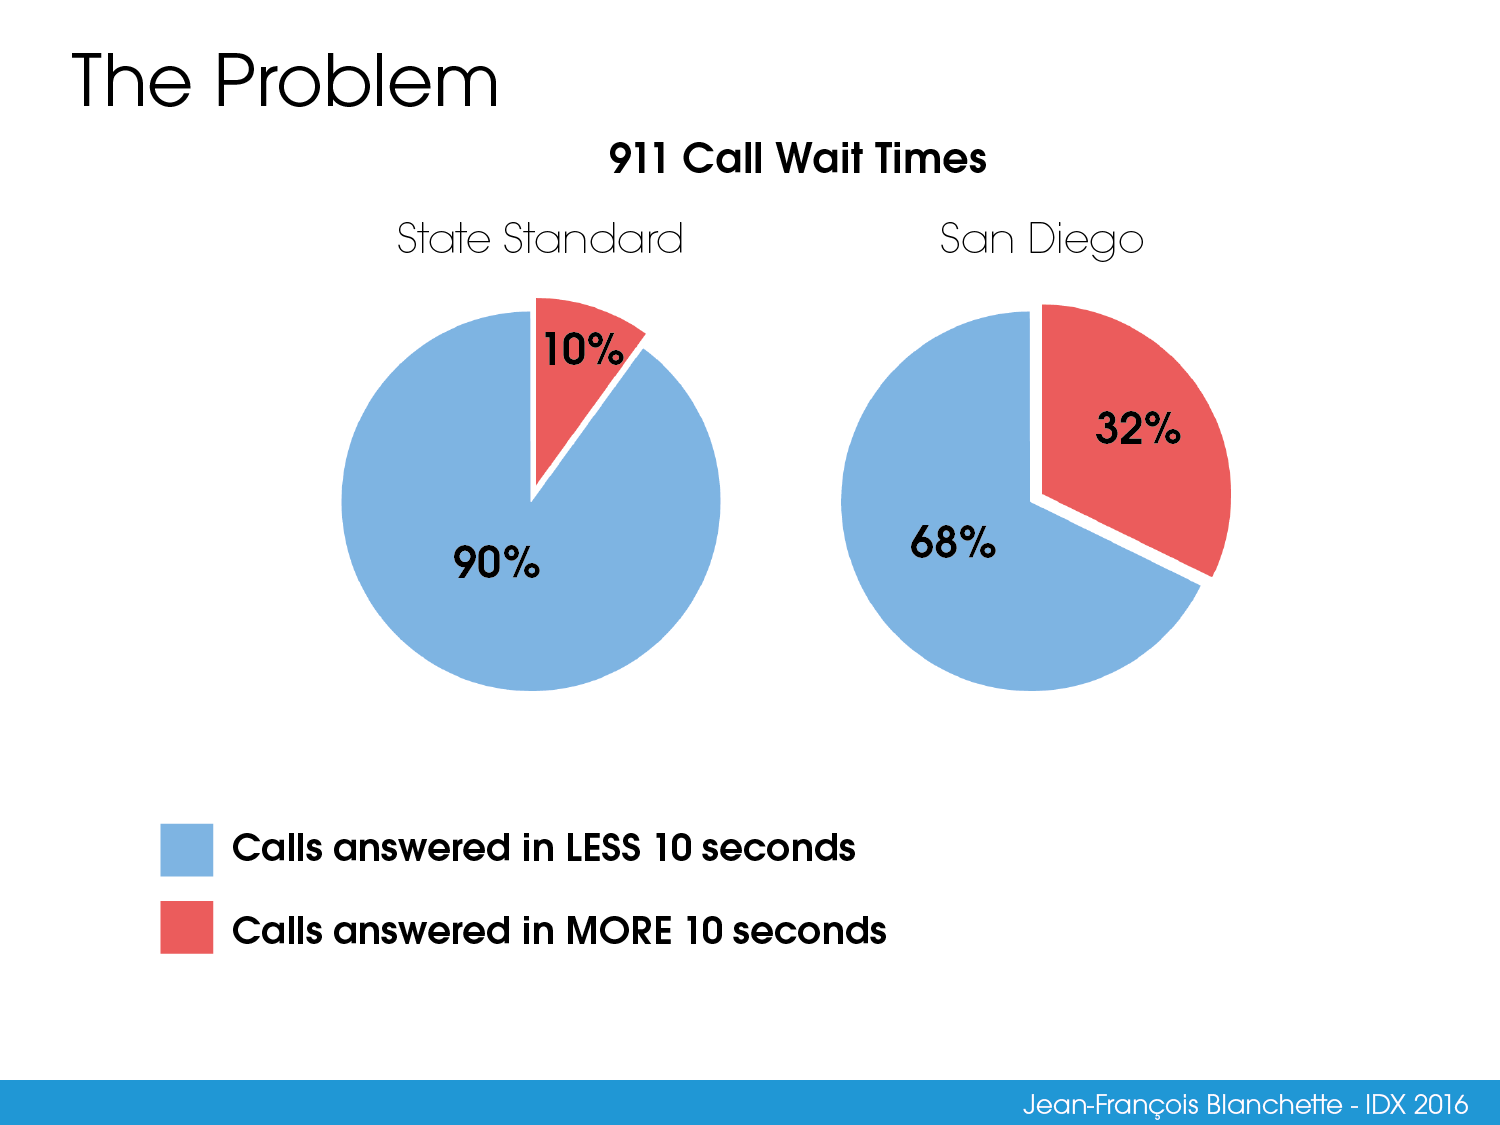 The Problem
911 Call Wait Times
State Standard
San Diego
10%
90%
32%
68%
Calls answered in LESS 10 seconds
Calls answered in MORE 10 seconds
Jean-François Blanchette - IDX 2016